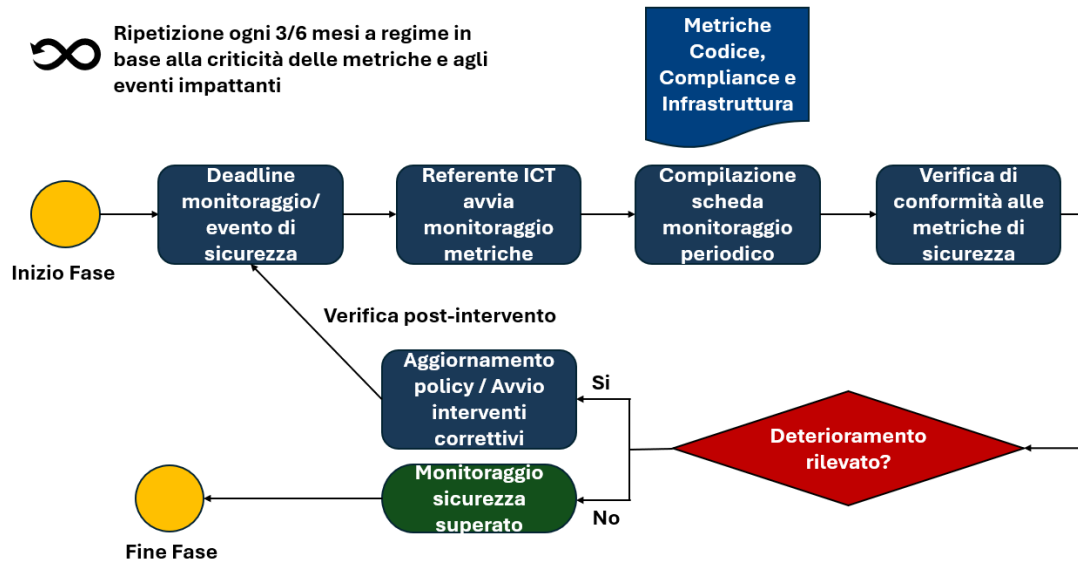 Ripetizione ogni 3/6 mesi a regime in
base alla criticità delle metriche e agli
eventi impattanti
Metriche
Codice,
Compliance e
Infrastruttura
Inizio Fase
Deadline
monitoraggio/
evento di
sicurezza
Referente ICT
avvia
monitoraggio
metriche
Compilazione
scheda
monitoraggio
periodico
Verifica di
conformità alle
metriche di
sicurezza
Verifica post-intervento
Aggiornamento
policy / Avvio
interventi
correttivi
Si
Deterioramento
rilevato?
No
Monitoraggio
sicurezza
superato
Fine Fase